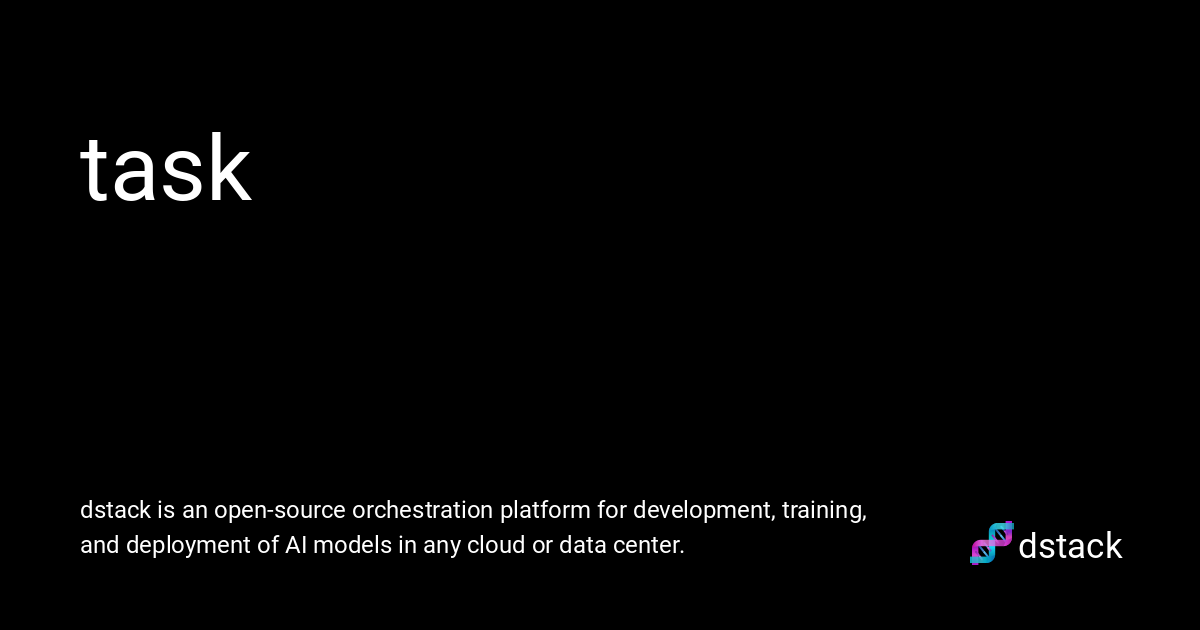 task
dstack is an open-source orchestration platform for development, training,
and deployment of AI models in any cloud or data center.
dstack